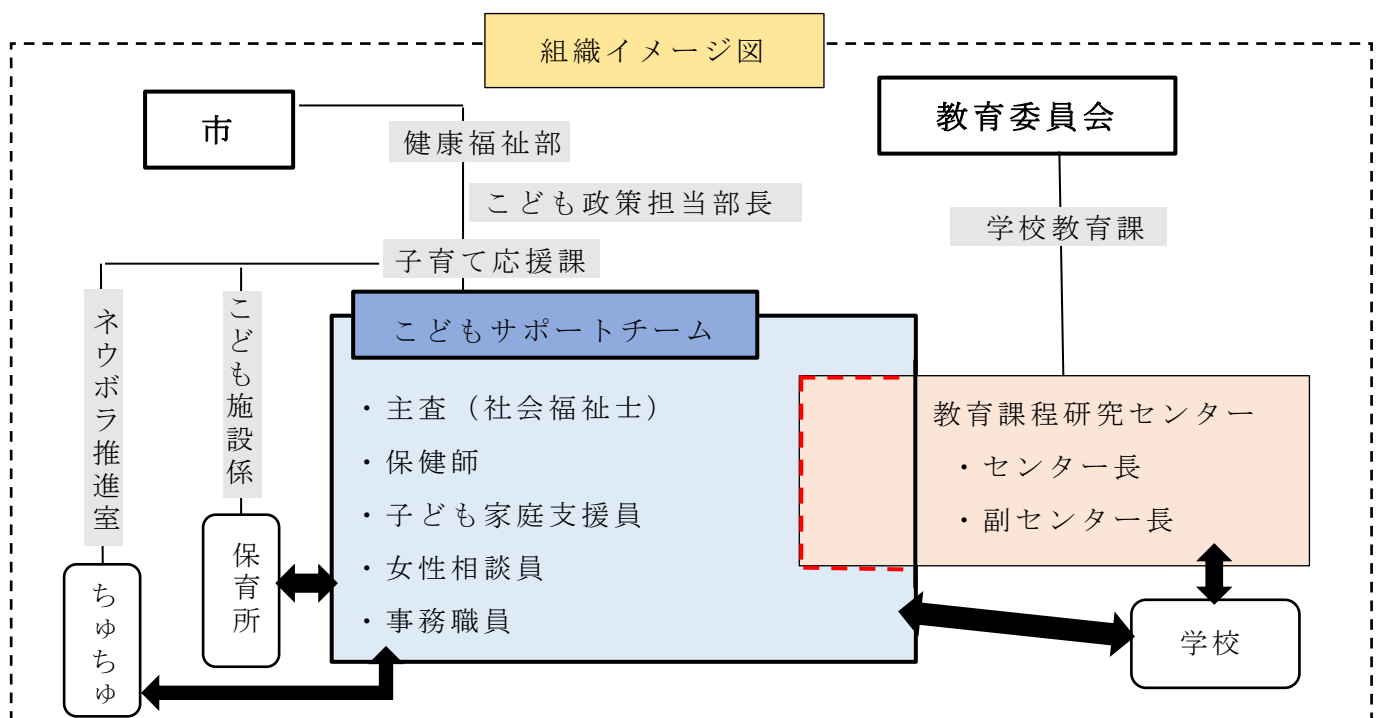 組織イメージ図
市
教育委員会
健康福祉部
こども政策担当部長
学校教育課
子育て応援課
ネウボラ推進室
こども施設係
こどもサポートチーム
・主査（社会福祉士）
・保健師
・子ども家庭支援員
・女性相談員
・事務職員
教育課程研究センター
・センター長
・副センター長
保育所
ちゅちゅ
学校